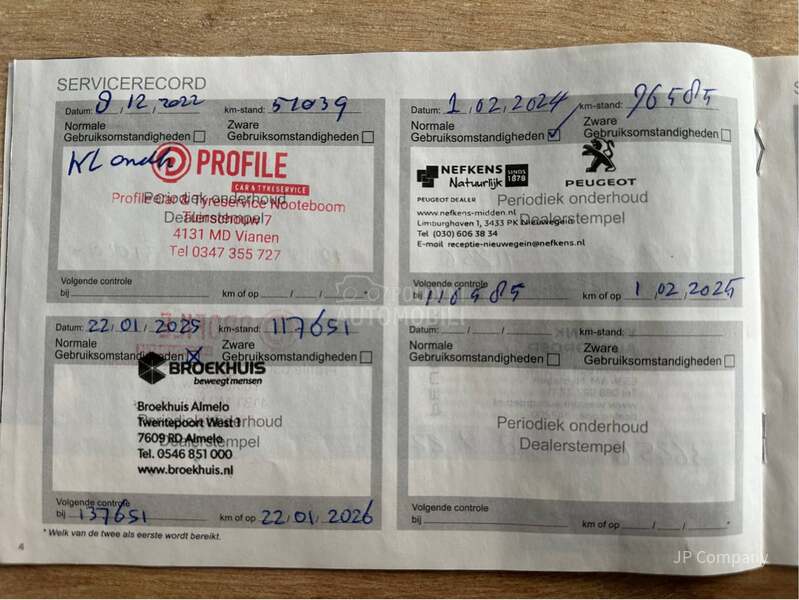 SERVICERECORD
Datum: 8/12/2022 km-stand: 51039
Normale Gebruiksomstandigheden
Zware Gebruiksomstandigheden
PROFILE
CAR & TYRESERVICE
Profile Car & Tyreservice Nooteboom
Periodiek onderhoud
Dealerstempel
4131 MD Vianen
Tel 0347 355 727
Volgende controle
bij km of op / / *
Datum: 1/02/2024 km-stand: 96585
Normale Gebruiksomstandigheden
Zware Gebruiksomstandigheden
NEFKENS
Natuurlijk
SINDS 1878
PEUGEOT
PEUGEOT DEALER
Periodiek onderhoud
www.nefkens-midden.nl
Limburghaven 1, 3433 PK Nieuwegein
Dealerstempel
Tel (030) 606 38 34
E-mail receptie-nieuwegein@nefkens.nl
Volgende controle
bij 116585 km of op 1/02/2025
Datum: 22/01/2025 km-stand: 117651
Normale Gebruiksomstandigheden
Zware Gebruiksomstandigheden
BROEKHUIS
beweegt mensen
Broekhuis Almelo
Periodiek onderhoud
Twentepoort West 1
Dealerstempel
7609 RD Almelo
Tel. 0546 851 000
www.broekhuis.nl
Volgende controle
bij 137651 km of op 22/01/2026
Datum: / / km-stand:
Normale Gebruiksomstandigheden
Zware Gebruiksomstandigheden
Periodiek onderhoud
Dealerstempel
Volgende controle
bij km of op / / *
* Welk van de twee als eerste wordt bereikt.
4
JP Company